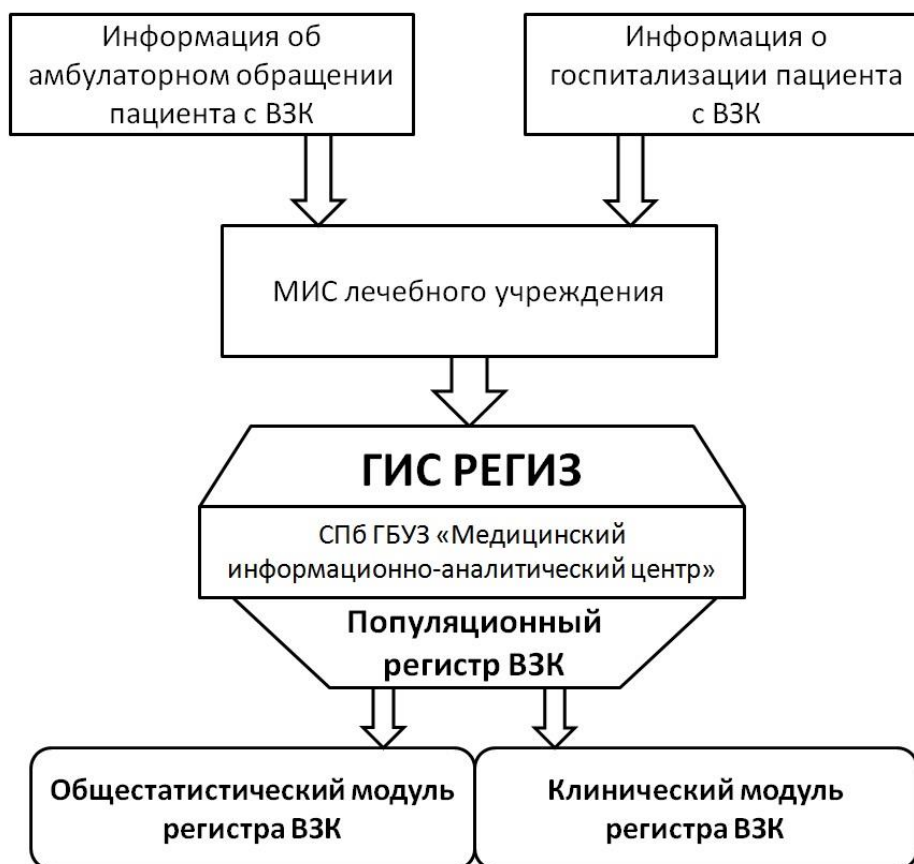 Информация об
амбулаторном обращении
пациента с ВЗК
Информация о
госпитализации пациента
с ВЗК
МИС лечебного учреждения
ГИС РЕГИЗ
СПб ГБУЗ «Медицинский
информационно-аналитический центр»
Популяционный
регистр ВЗК
Общестатистический модуль
регистра ВЗК
Клинический модуль
регистра ВЗК